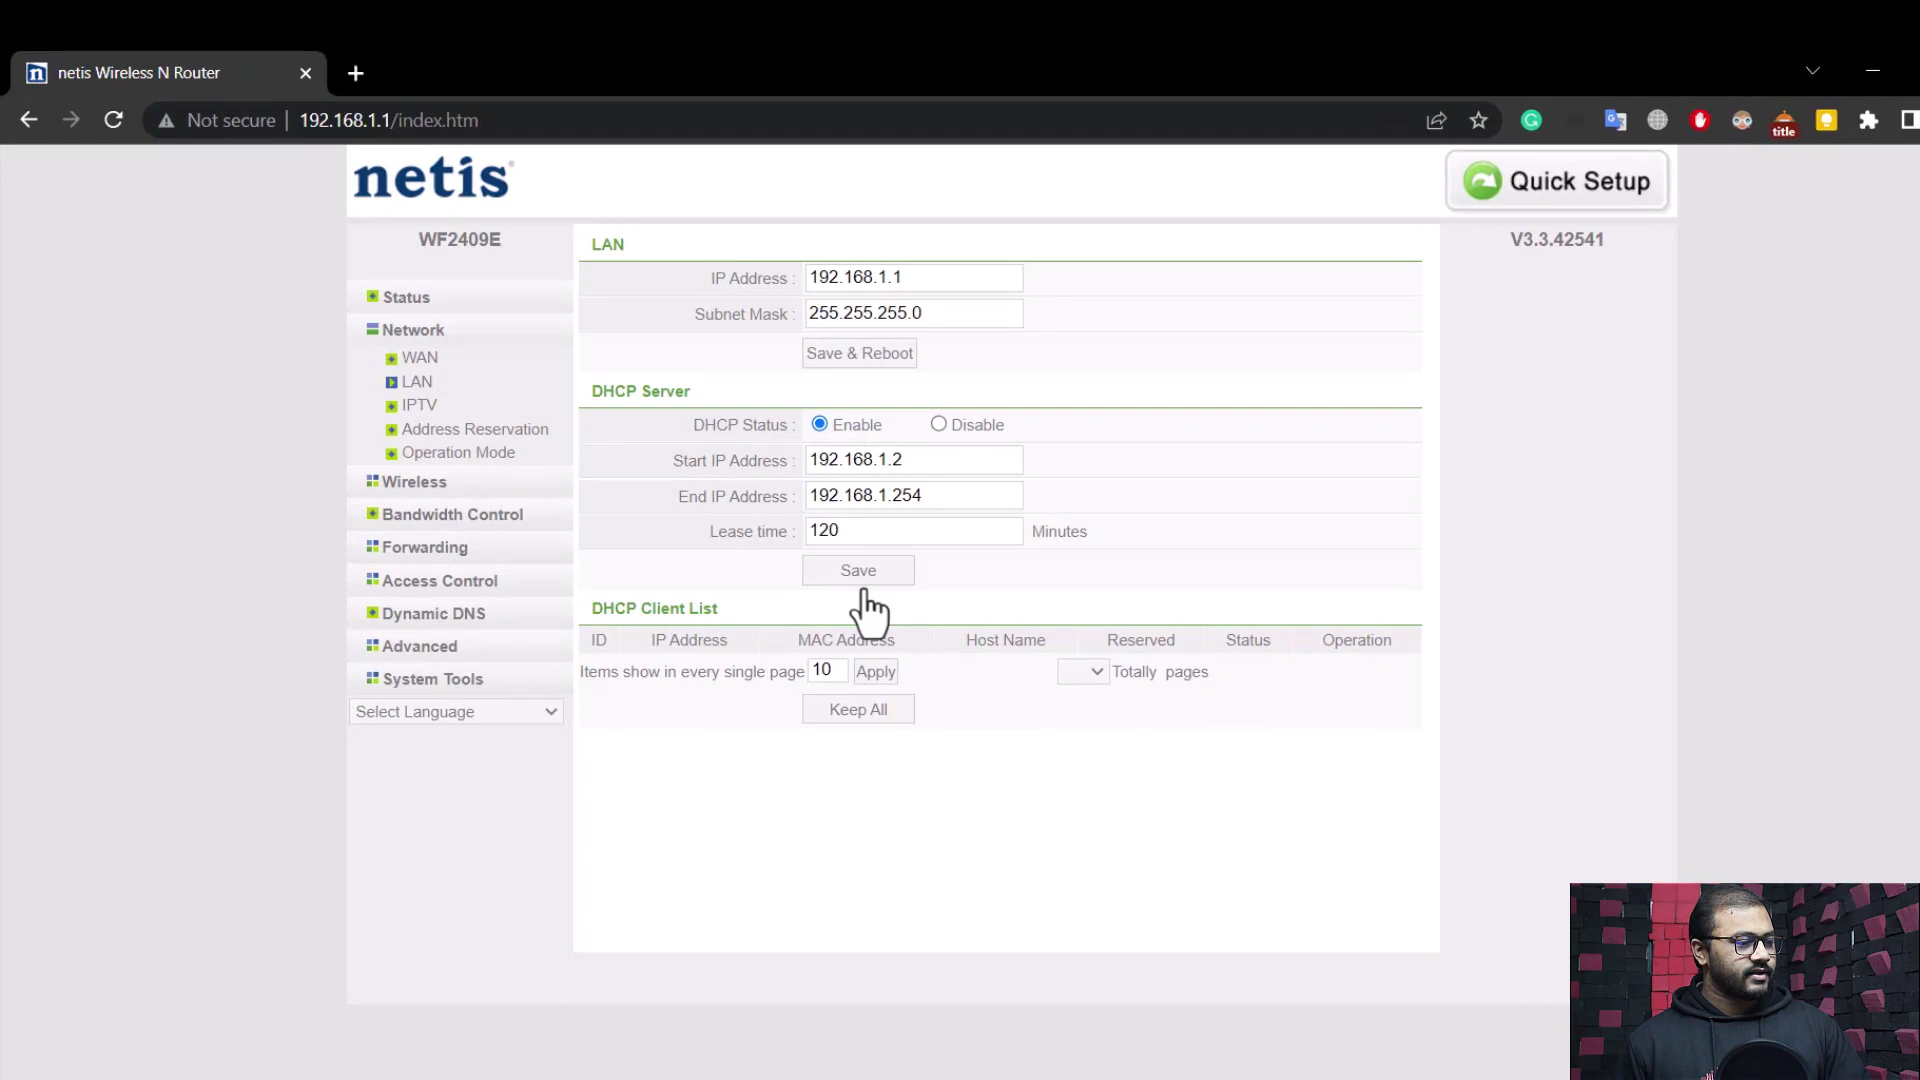 netis Wireless N Router
Not secure | 192.168.1.1/index.htm
title
netis
Quick Setup
WF2409E
V3.3.42541
Status
Network
WAN
LAN
IPTV
Address Reservation
Operation Mode
Wireless
Bandwidth Control
Forwarding
Access Control
Dynamic DNS
Advanced
System Tools
Select Language
LAN
IP Address : 192.168.1.1
Subnet Mask : 255.255.255.0
Save & Reboot
DHCP Server
DHCP Status : Enable Disable
Start IP Address : 192.168.1.2
End IP Address : 192.168.1.254
Lease time : 120 Minutes
Save
DHCP Client List
ID IP Address MAC Address Host Name Reserved Status Operation
Items show in every single page 10 Apply Totally pages
Keep All